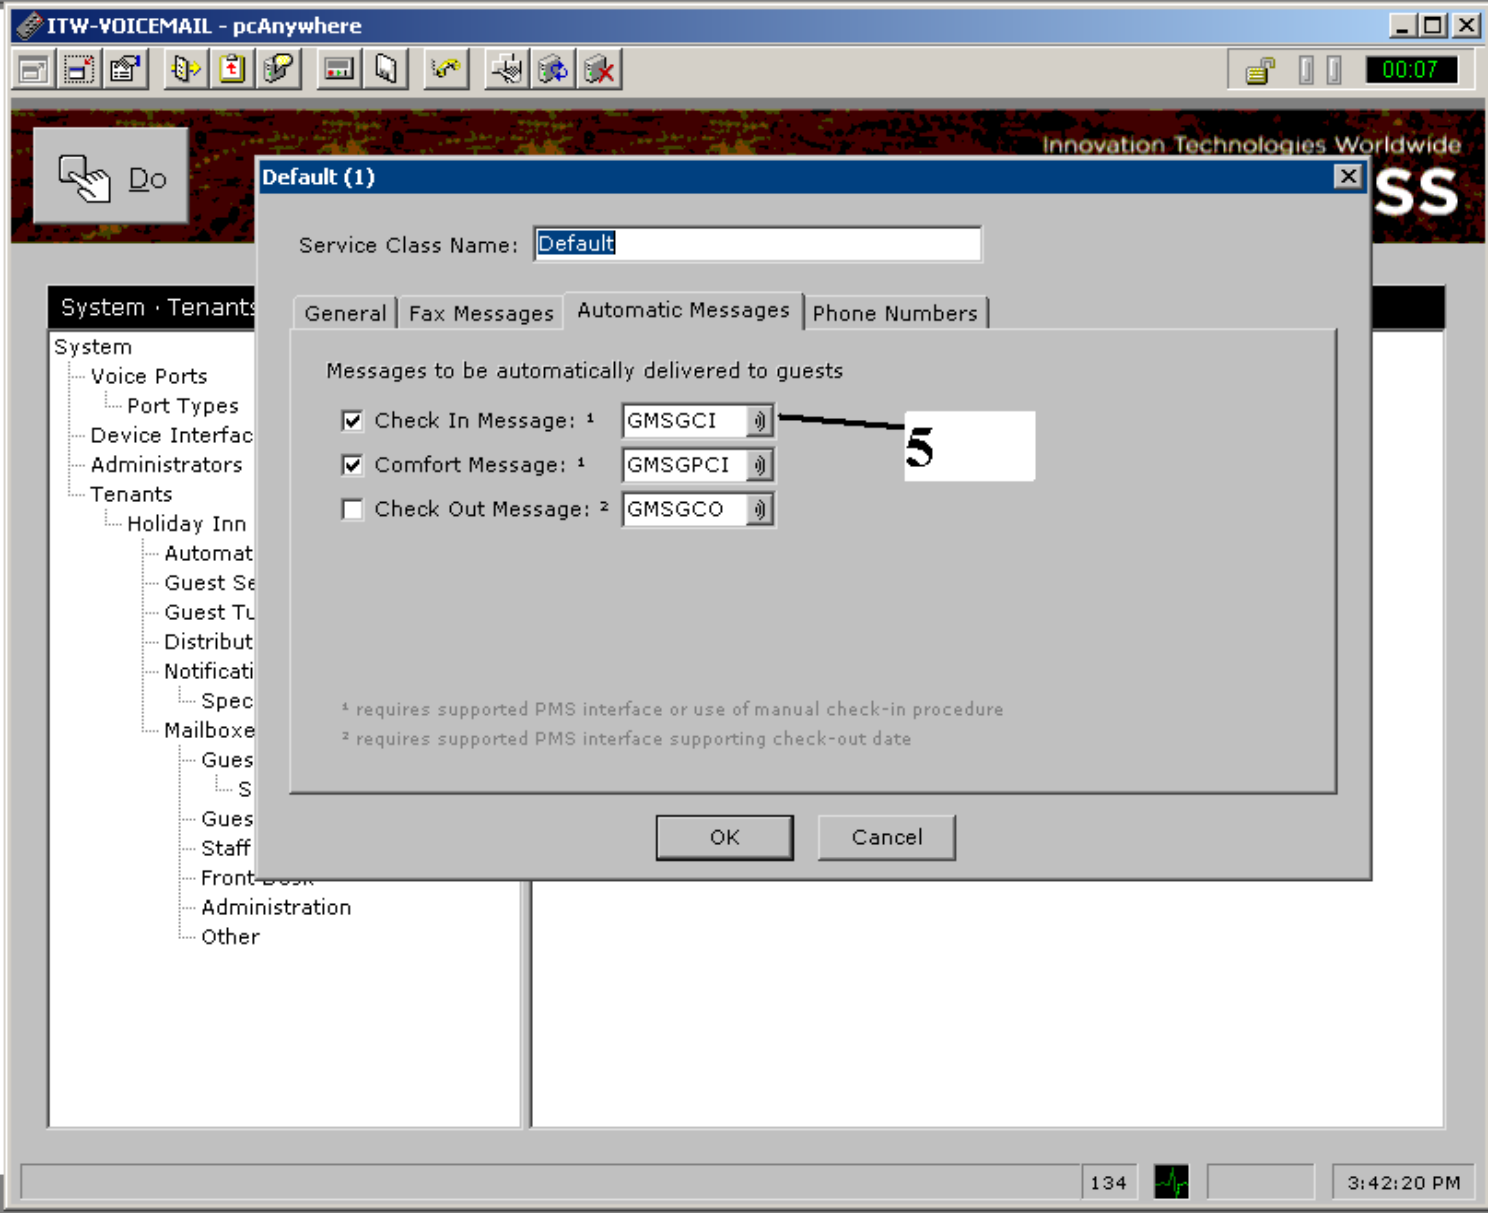 ITW-VOICEMAIL - pcAnywhere
00:07
Do
Innovation Technologies Worldwide
SS
Default (1)
Service Class Name: Default
System · Tenants
General
Fax Messages
Automatic Messages
Phone Numbers
System
Voice Ports
Port Types
Device Interfac
Administrators
Tenants
Holiday Inn
Automat
Guest Se
Guest Tu
Distribut
Notificati
Spec
Mailboxe
Gues
S
Gues
Staff
Front
Administration
Other
Messages to be automatically delivered to guests
Check In Message: ¹ GMSGCI
5
Comfort Message: ¹ GMSGPCI
Check Out Message: ² GMSGCO
¹ requires supported PMS interface or use of manual check-in procedure
² requires supported PMS interface supporting check-out date
OK
Cancel
134
3:42:20 PM